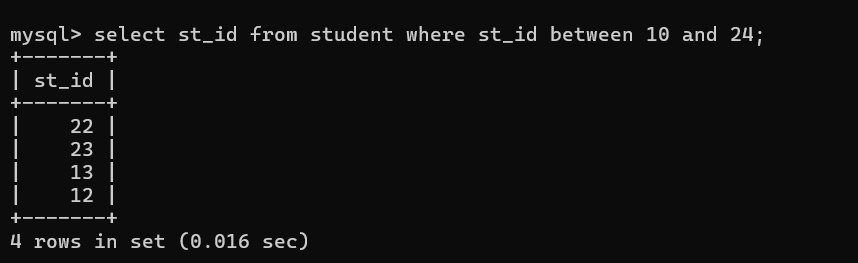 mysql> select st_id from student where st_id between 10 and 24;
+-------+
| st_id |
+-------+
|    22 |
|    23 |
|    13 |
|    12 |
+-------+
4 rows in set (0.016 sec)